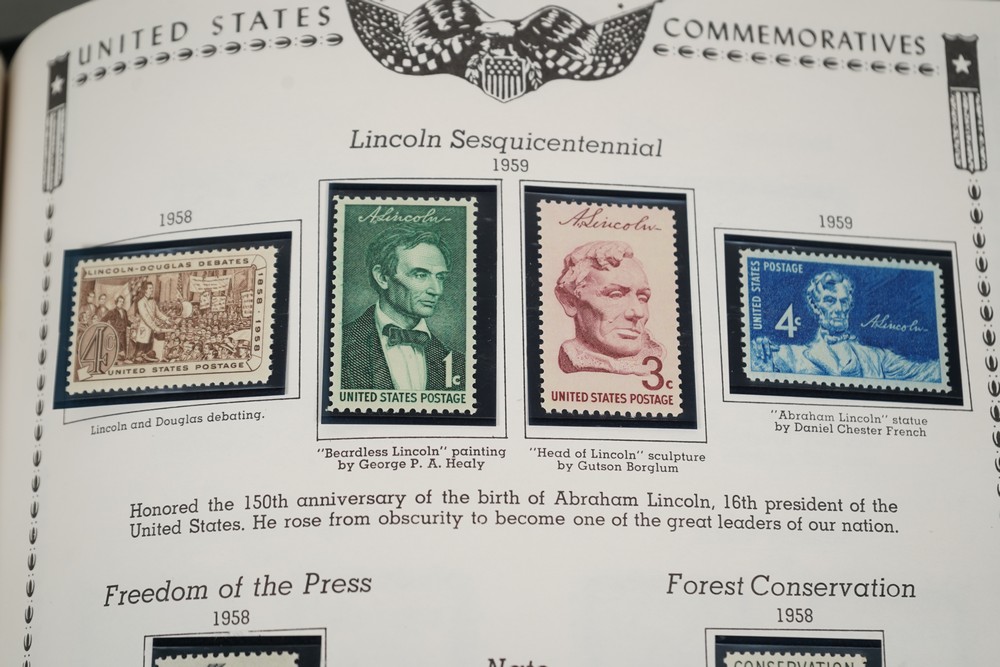 UNITED STATES
COMMEMORATIVES
Lincoln Sesquicentennial
1959
1958
LINCOLN-DOUGLAS DEBATES
1858-1958
4c
UNITED STATES POSTAGE
Lincoln and Douglas debating.
A.Lincoln
1c
UNITED STATES POSTAGE
"Beardless Lincoln" painting
by George P. A. Healy
A.Lincoln
3c
UNITED STATES POSTAGE
"Head of Lincoln" sculpture
by Gutson Borglum
1959
UNITED STATES
POSTAGE
4c
A.Lincoln
"Abraham Lincoln" statue
by Daniel Chester French
Honored the 150th anniversary of the birth of Abraham Lincoln, 16th president of the
United States. He rose from obscurity to become one of the great leaders of our nation.
Freedom of the Press
1958
Forest Conservation
1958
CONSERVATION